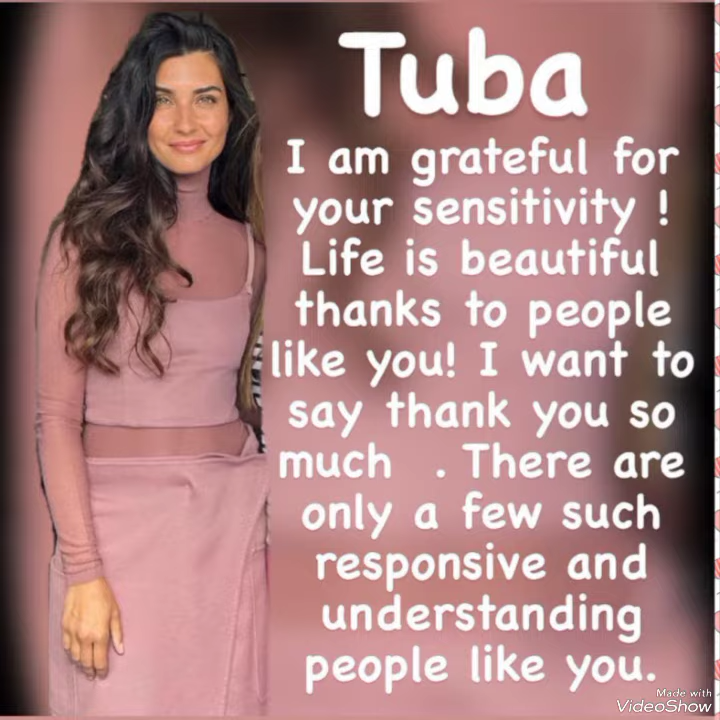 Tuba
I am grateful for
your sensitivity !
Life is beautiful
thanks to people
like you! I want to
say thank you so
much . There are
only a few such
responsive and
understanding
people like you.
Made with
VideoShow